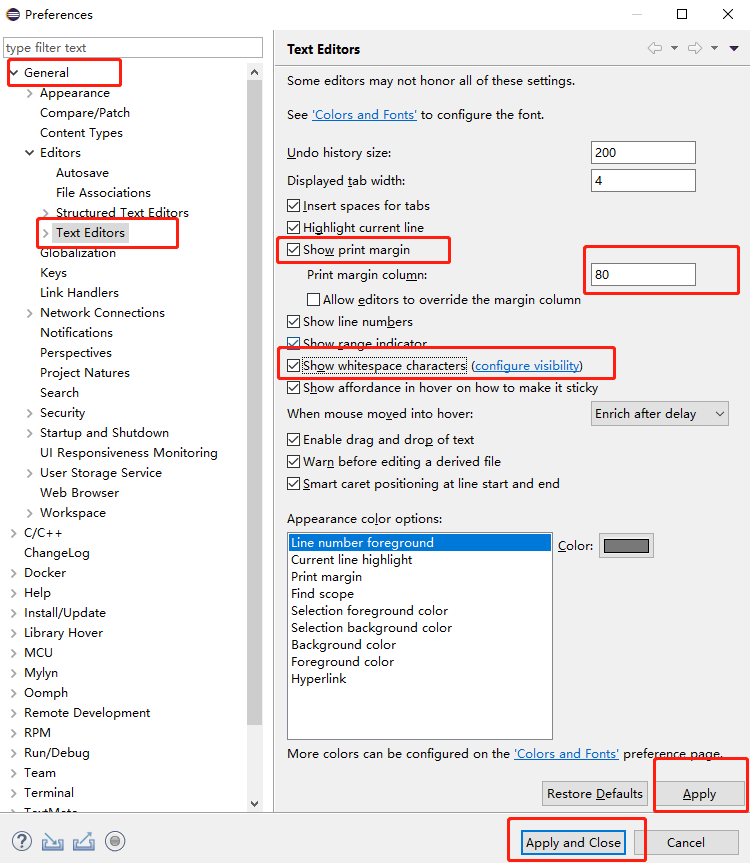 Preferences
type filter text
General
Appearance
Compare/Patch
Content Types
Editors
Autosave
File Associations
Structured Text Editors
Text Editors
Globalization
Keys
Link Handlers
Network Connections
Notifications
Perspectives
Project Natures
Search
Security
Startup and Shutdown
UI Responsiveness Monitoring
User Storage Service
Web Browser
Workspace
C/C++
ChangeLog
Docker
Help
Install/Update
Library Hover
MCU
Mylyn
Oomph
Remote Development
RPM
Run/Debug
Team
Terminal
TextMate
Text Editors
Some editors may not honor all of these settings.
See 'Colors and Fonts' to configure the font.
Undo history size: 200
Displayed tab width: 4
Insert spaces for tabs
Highlight current line
Show print margin
Print margin column: 80
Allow editors to override the margin column
Show line numbers
Show range indicator
Show whitespace characters (configure visibility)
Show affordance in hover on how to make it sticky
When mouse moved into hover: Enrich after delay
Enable drag and drop of text
Warn before editing a derived file
Smart caret positioning at line start and end
Appearance color options:
Line number foreground
Current line highlight
Print margin
Find scope
Selection foreground color
Selection background color
Background color
Foreground color
Hyperlink
Color:
More colors can be configured on the 'Colors and Fonts' preference page.
Restore Defaults Apply
Apply and Close Cancel